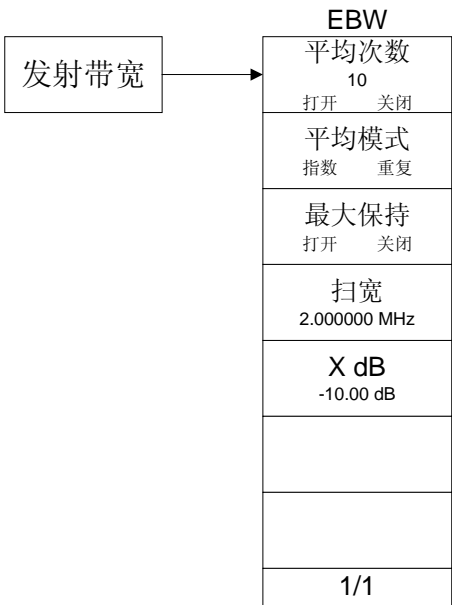 EBW
发射带宽
平均次数
10
打开 关闭
平均模式
指数 重复
最大保持
打开 关闭
扫宽
2.000000 MHz
X dB
-10.00 dB
1/1